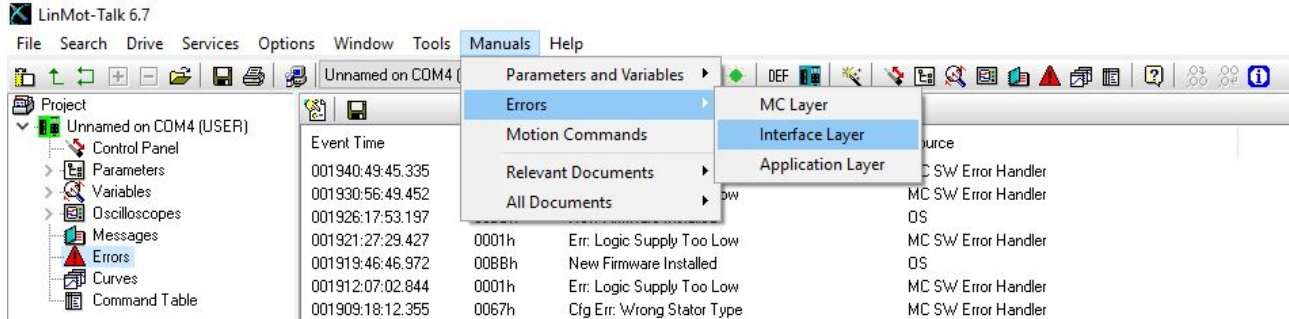 LinMot-Talk 6.7
File Search Drive Services Options Window Tools Manuals Help
Unnamed on COM4 ( DEF
Project
Unnamed on COM4 (USER)
Control Panel
Parameters
Variables
Oscilloscopes
Messages
Errors
Curves
Command Table
Parameters and Variables
Errors
Motion Commands
Relevant Documents
All Documents
MC Layer
Interface Layer
Application Layer
Event Time
001940:49:45.335 MC SW Error Handler
001930:56:49.452 MC SW Error Handler
001926:17:53.197 OS
001921:27:29.427 0001h Err: Logic Supply Too Low MC SW Error Handler
001919:46:46.972 00BBh New Firmware Installed OS
001912:07:02.844 0001h Err: Logic Supply Too Low MC SW Error Handler
001909:18:12.355 0067h Cfg Err: Wrong Stator Type MC SW Error Handler